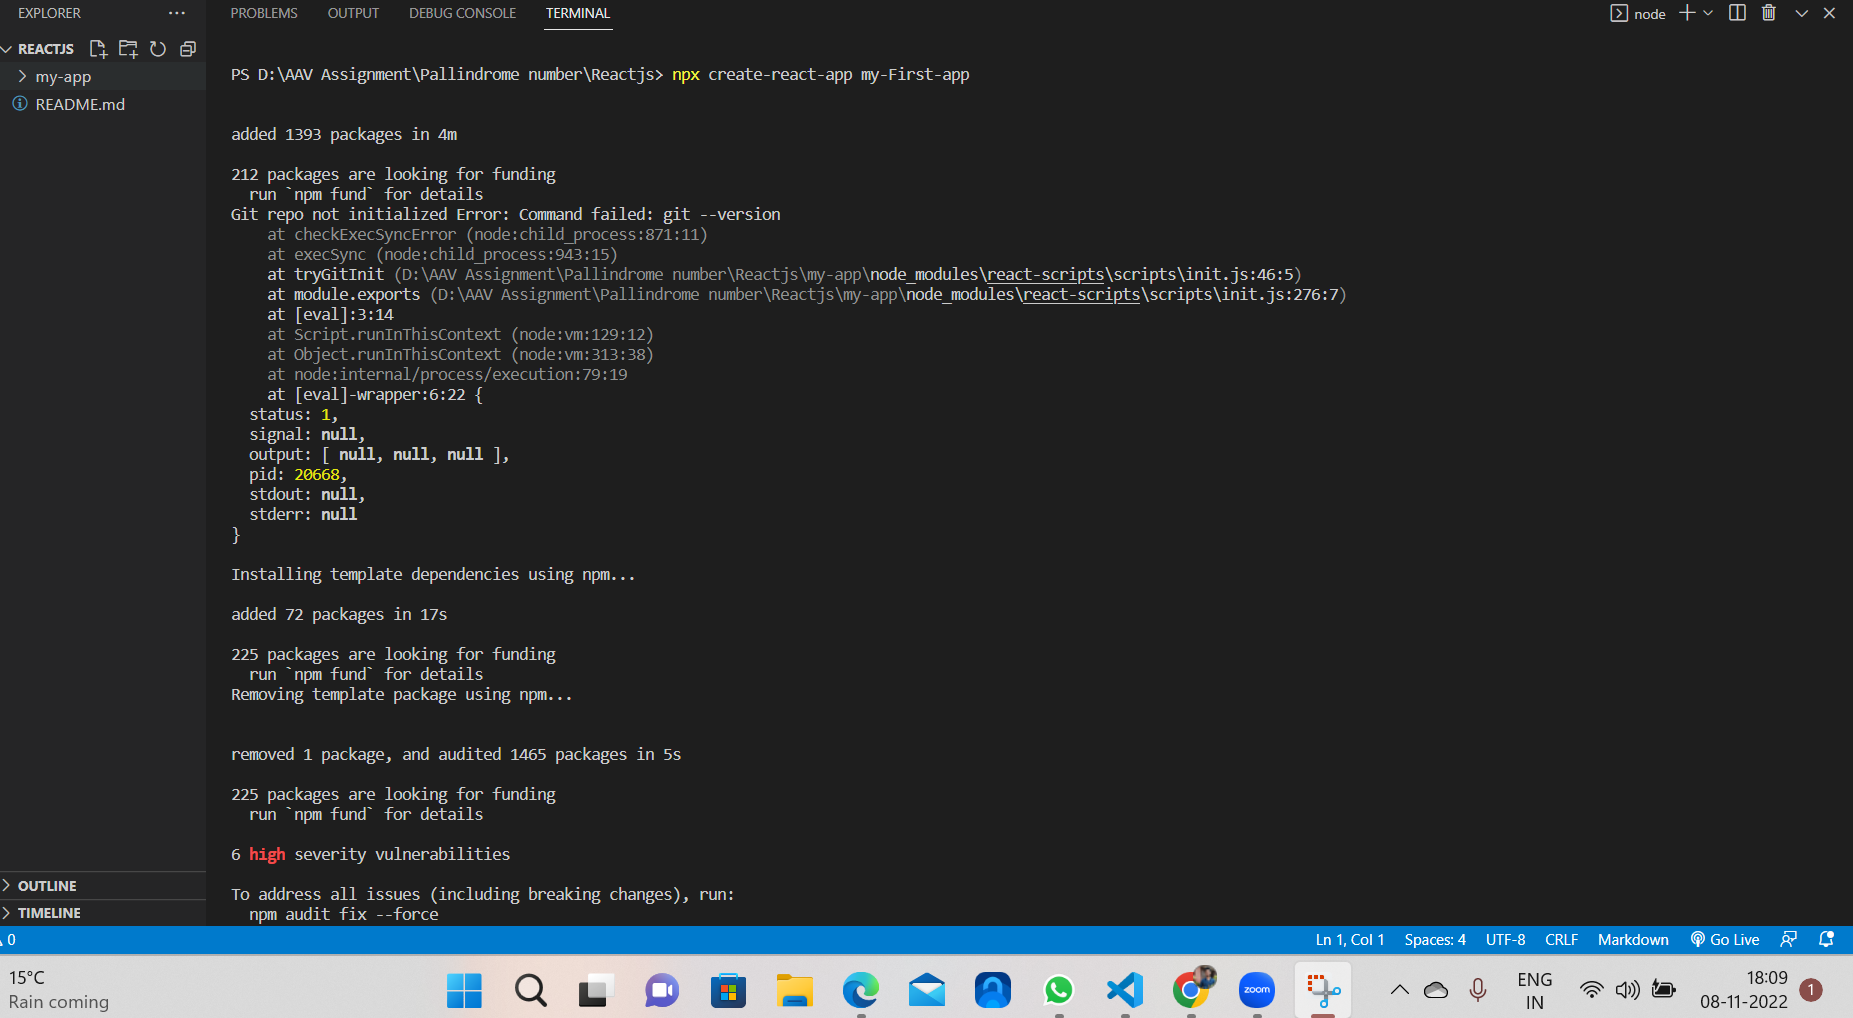 EXPLORER
PROBLEMS OUTPUT DEBUG CONSOLE TERMINAL
node
REACTJS
my-app
README.md
PS D:\AAV Assignment\Pallindrome number\Reactjs> npx create-react-app my-First-app
added 1393 packages in 4m
212 packages are looking for funding
run `npm fund` for details
Git repo not initialized Error: Command failed: git --version
at checkExecSyncError (node:child_process:871:11)
at execSync (node:child_process:943:15)
at tryGitInit (D:\AAV Assignment\Pallindrome number\Reactjs\my-app\node_modules\react-scripts\scripts\init.js:46:5)
at module.exports (D:\AAV Assignment\Pallindrome number\Reactjs\my-app\node_modules\react-scripts\scripts\init.js:276:7)
at [eval]:3:14
at Script.runInThisContext (node:vm:129:12)
at Object.runInThisContext (node:vm:313:38)
at node:internal/process/execution:79:19
at [eval]-wrapper:6:22 {
status: 1,
signal: null,
output: [ null, null, null ],
pid: 20668,
stdout: null,
stderr: null
}
Installing template dependencies using npm...
added 72 packages in 17s
225 packages are looking for funding
run `npm fund` for details
Removing template package using npm...
removed 1 package, and audited 1465 packages in 5s
225 packages are looking for funding
run `npm fund` for details
6 high severity vulnerabilities
To address all issues (including breaking changes), run:
npm audit fix --force
OUTLINE
TIMELINE
0
Ln 1, Col 1 Spaces: 4 UTF-8 CRLF Markdown Go Live
15°C
Rain coming
zoom
ENG
IN
18:09
08-11-2022
1